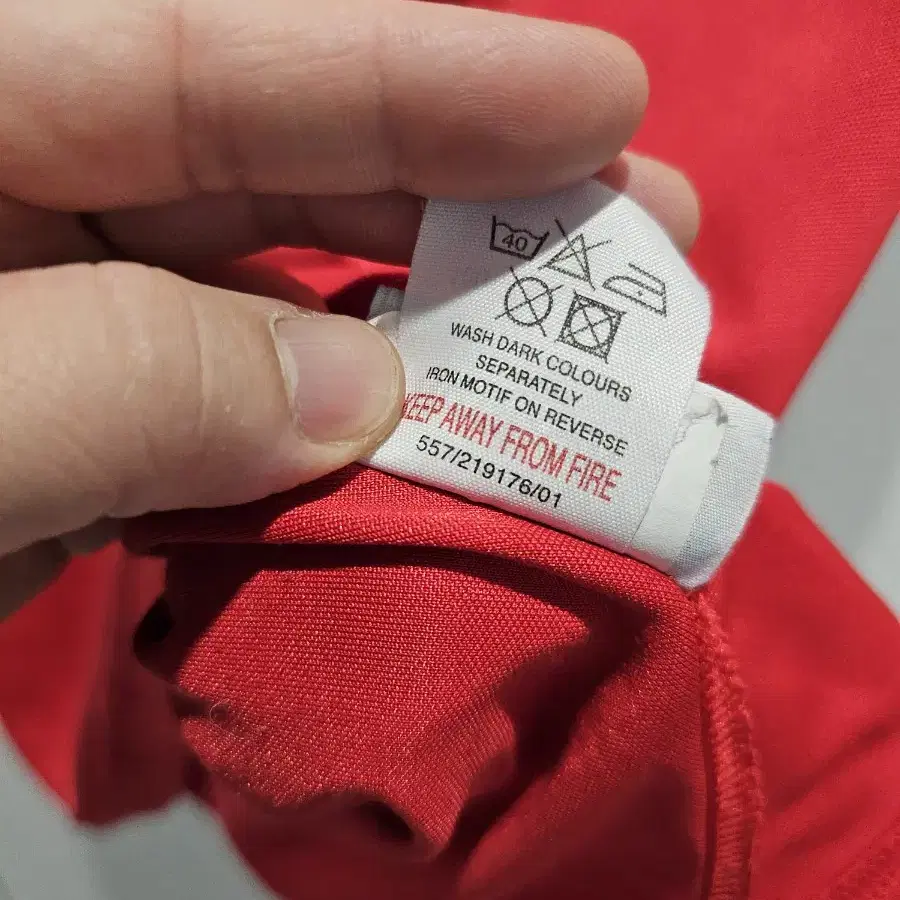 40
WASH DARK COLOURS
SEPARATELY
IRON MOTIF ON REVERSE
KEEP AWAY FROM FIRE
557/219176/01